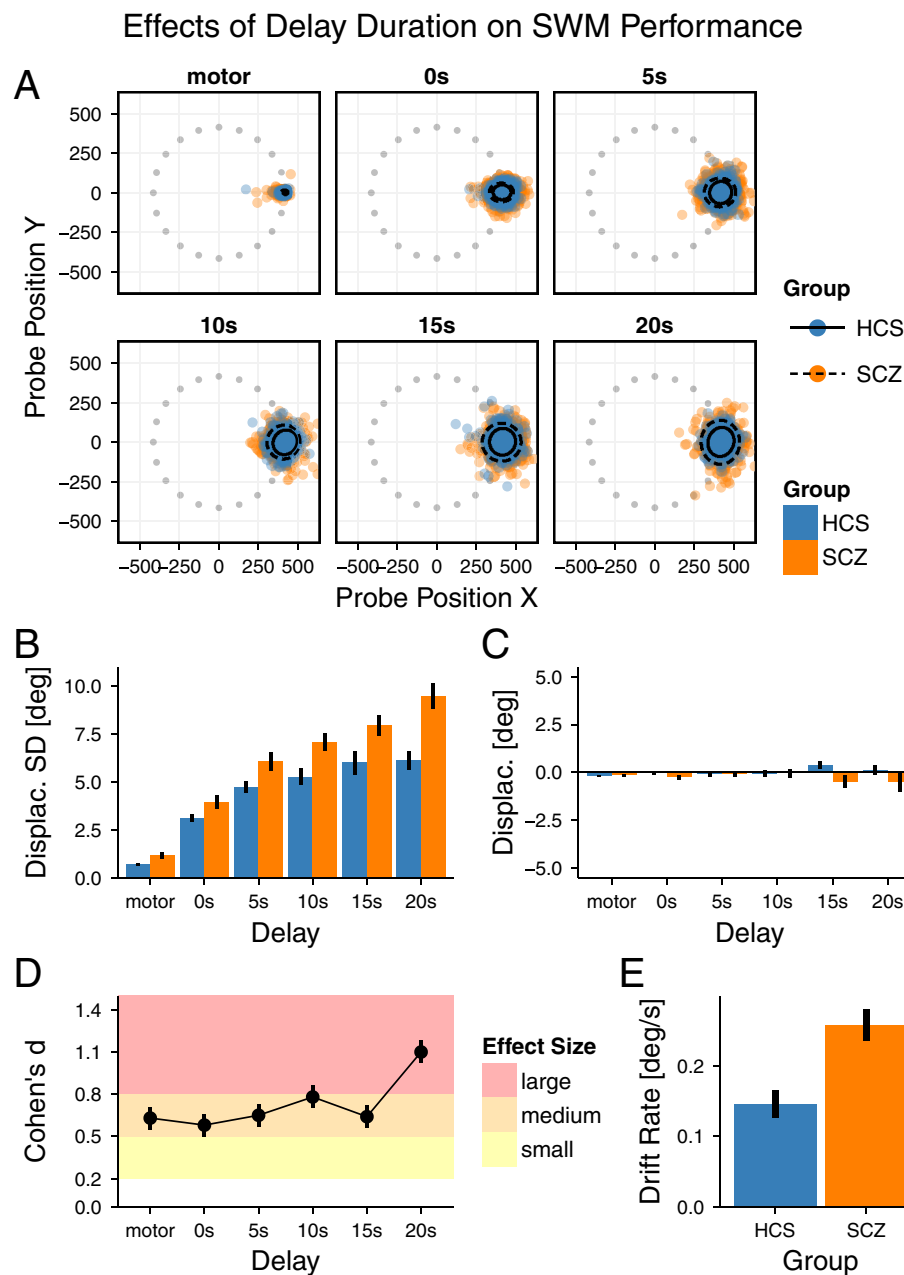 Effects of Delay Duration on SWM Performance
A
motor 0s 5s
500
250
0
−250
−500
10s 15s 20s
500
250
0
−250
−500
Probe Position Y
−500 −250 0 250 500 −500 −250 0 250 500 −500 −250 0 250 500
Probe Position X
Group
HCS
SCZ
Group
HCS
SCZ
B
Displac. SD [deg]
10.0
7.5
5.0
2.5
0.0
motor 0s 5s 10s 15s 20s
Delay
C
Displac. [deg]
5.0
2.5
0.0
−2.5
−5.0
motor 0s 5s 10s 15s 20s
Delay
D
Cohen's d
1.4
1.1
0.8
0.5
0.2
0.0
motor 0s 5s 10s 15s 20s
Delay
Effect Size
large
medium
small
E
Drift Rate [deg/s]
0.2
0.1
0.0
HCS SCZ
Group